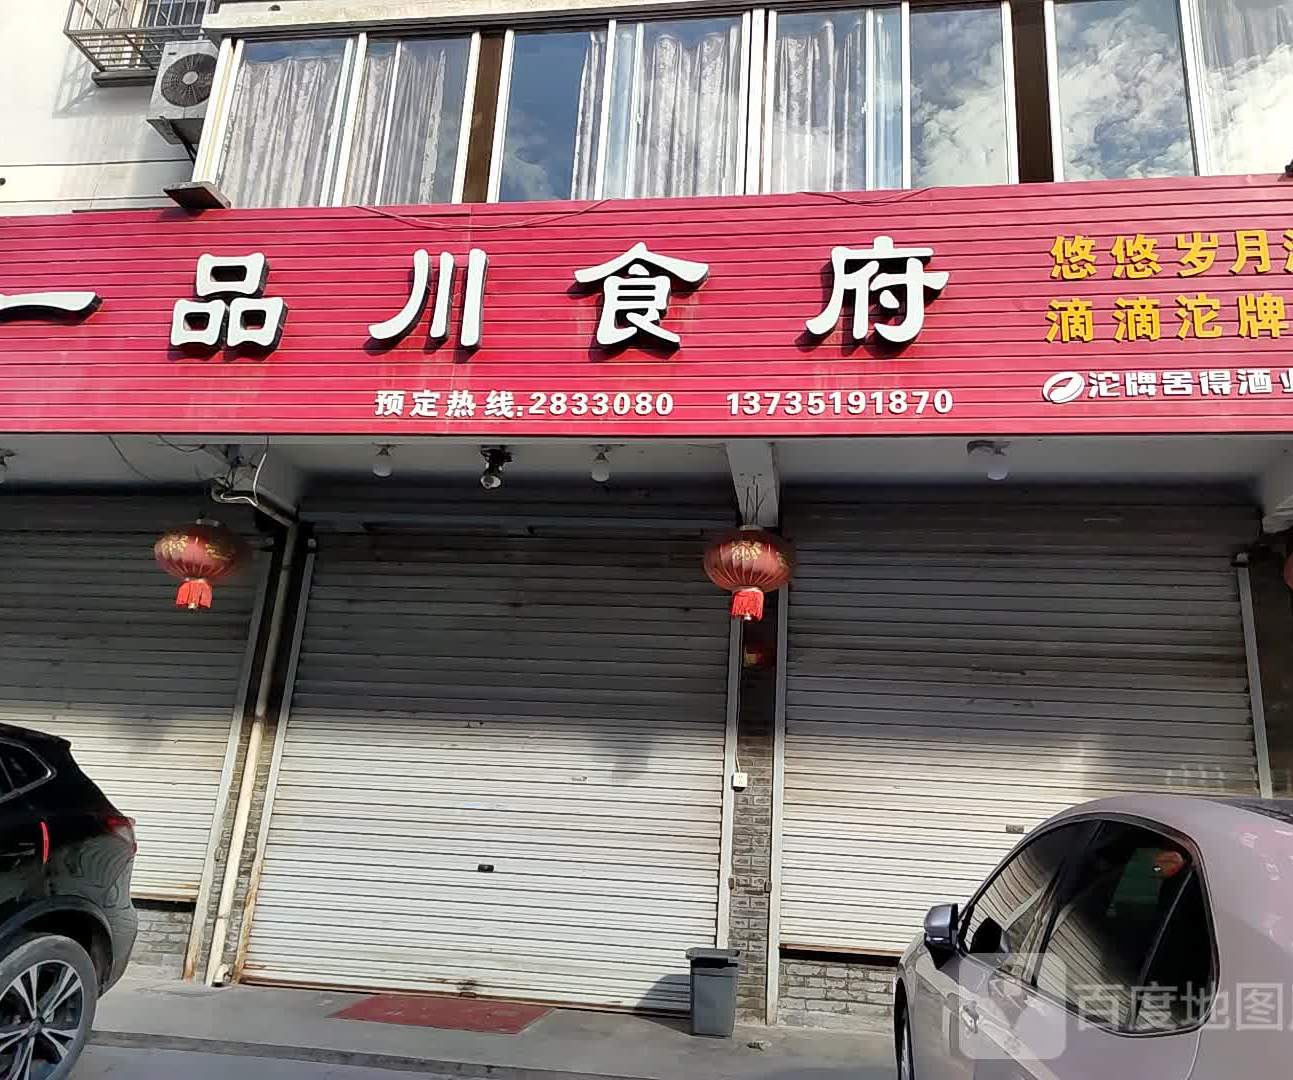 一品川食府
预定热线:2833080 13735191870
悠悠岁月
滴滴沱牌
沱牌舍得酒业
百度地图